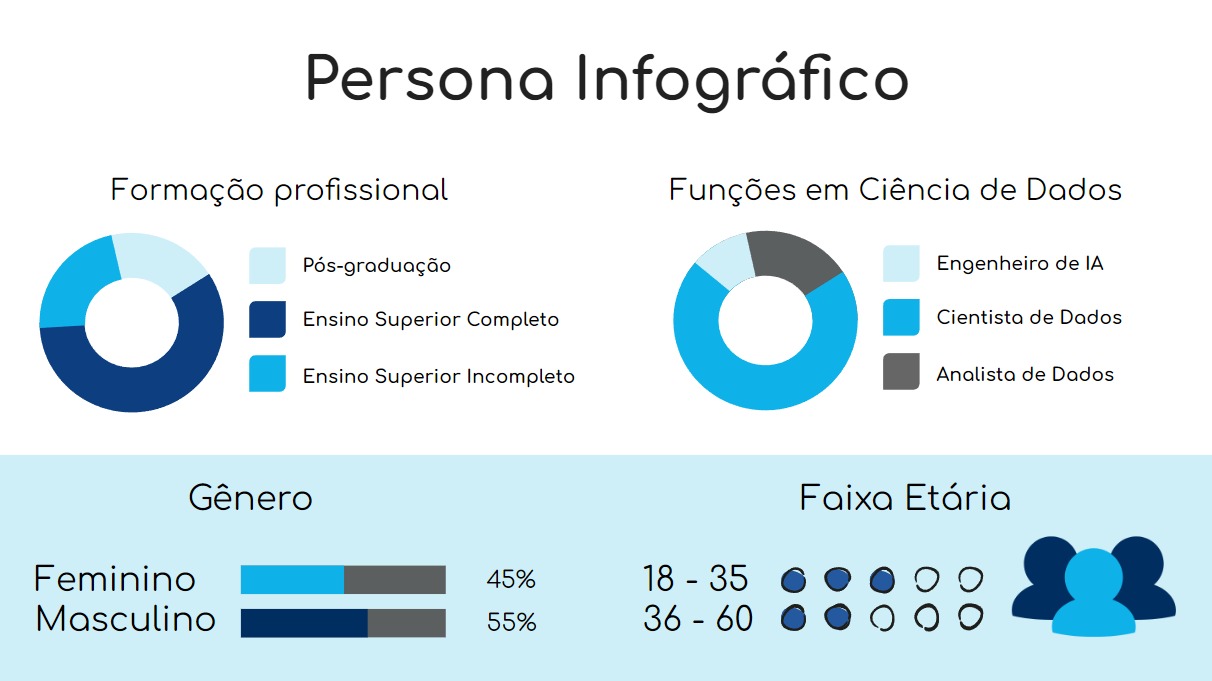 Persona Infográfico
Formação profissional
Pós-graduação
Ensino Superior Completo
Ensino Superior Incompleto
Funções em Ciência de Dados
Engenheiro de IA
Cientista de Dados
Analista de Dados
Gênero
Feminino 45%
Masculino 55%
Faixa Etária
18 - 35
36 - 60